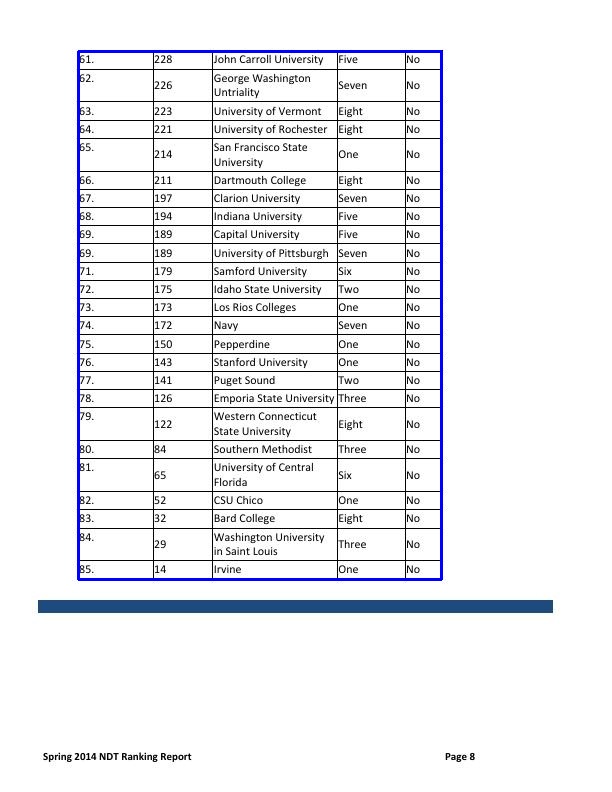 61. 228 John Carroll University Five No
62. 226 George Washington
Untriality Seven No
63. 223 University of Vermont Eight No
64. 221 University of Rochester Eight No
65. 214 San Francisco State
University One No
66. 211 Dartmouth College Eight No
67. 197 Clarion University Seven No
68. 194 Indiana University Five No
69. 189 Capital University Five No
69. 189 University of Pittsburgh Seven No
71. 179 Samford University Six No
72. 175 Idaho State University Two No
73. 173 Los Rios Colleges One No
74. 172 Navy Seven No
75. 150 Pepperdine One No
76. 143 Stanford University One No
77. 141 Puget Sound Two No
78. 126 Emporia State University Three No
79. 122 Western Connecticut
State University Eight No
80. 84 Southern Methodist Three No
81. 65 University of Central
Florida Six No
82. 52 CSU Chico One No
83. 32 Bard College Eight No
84. 29 Washington University
in Saint Louis Three No
85. 14 Irvine One No
Spring 2014 NDT Ranking Report Page 8